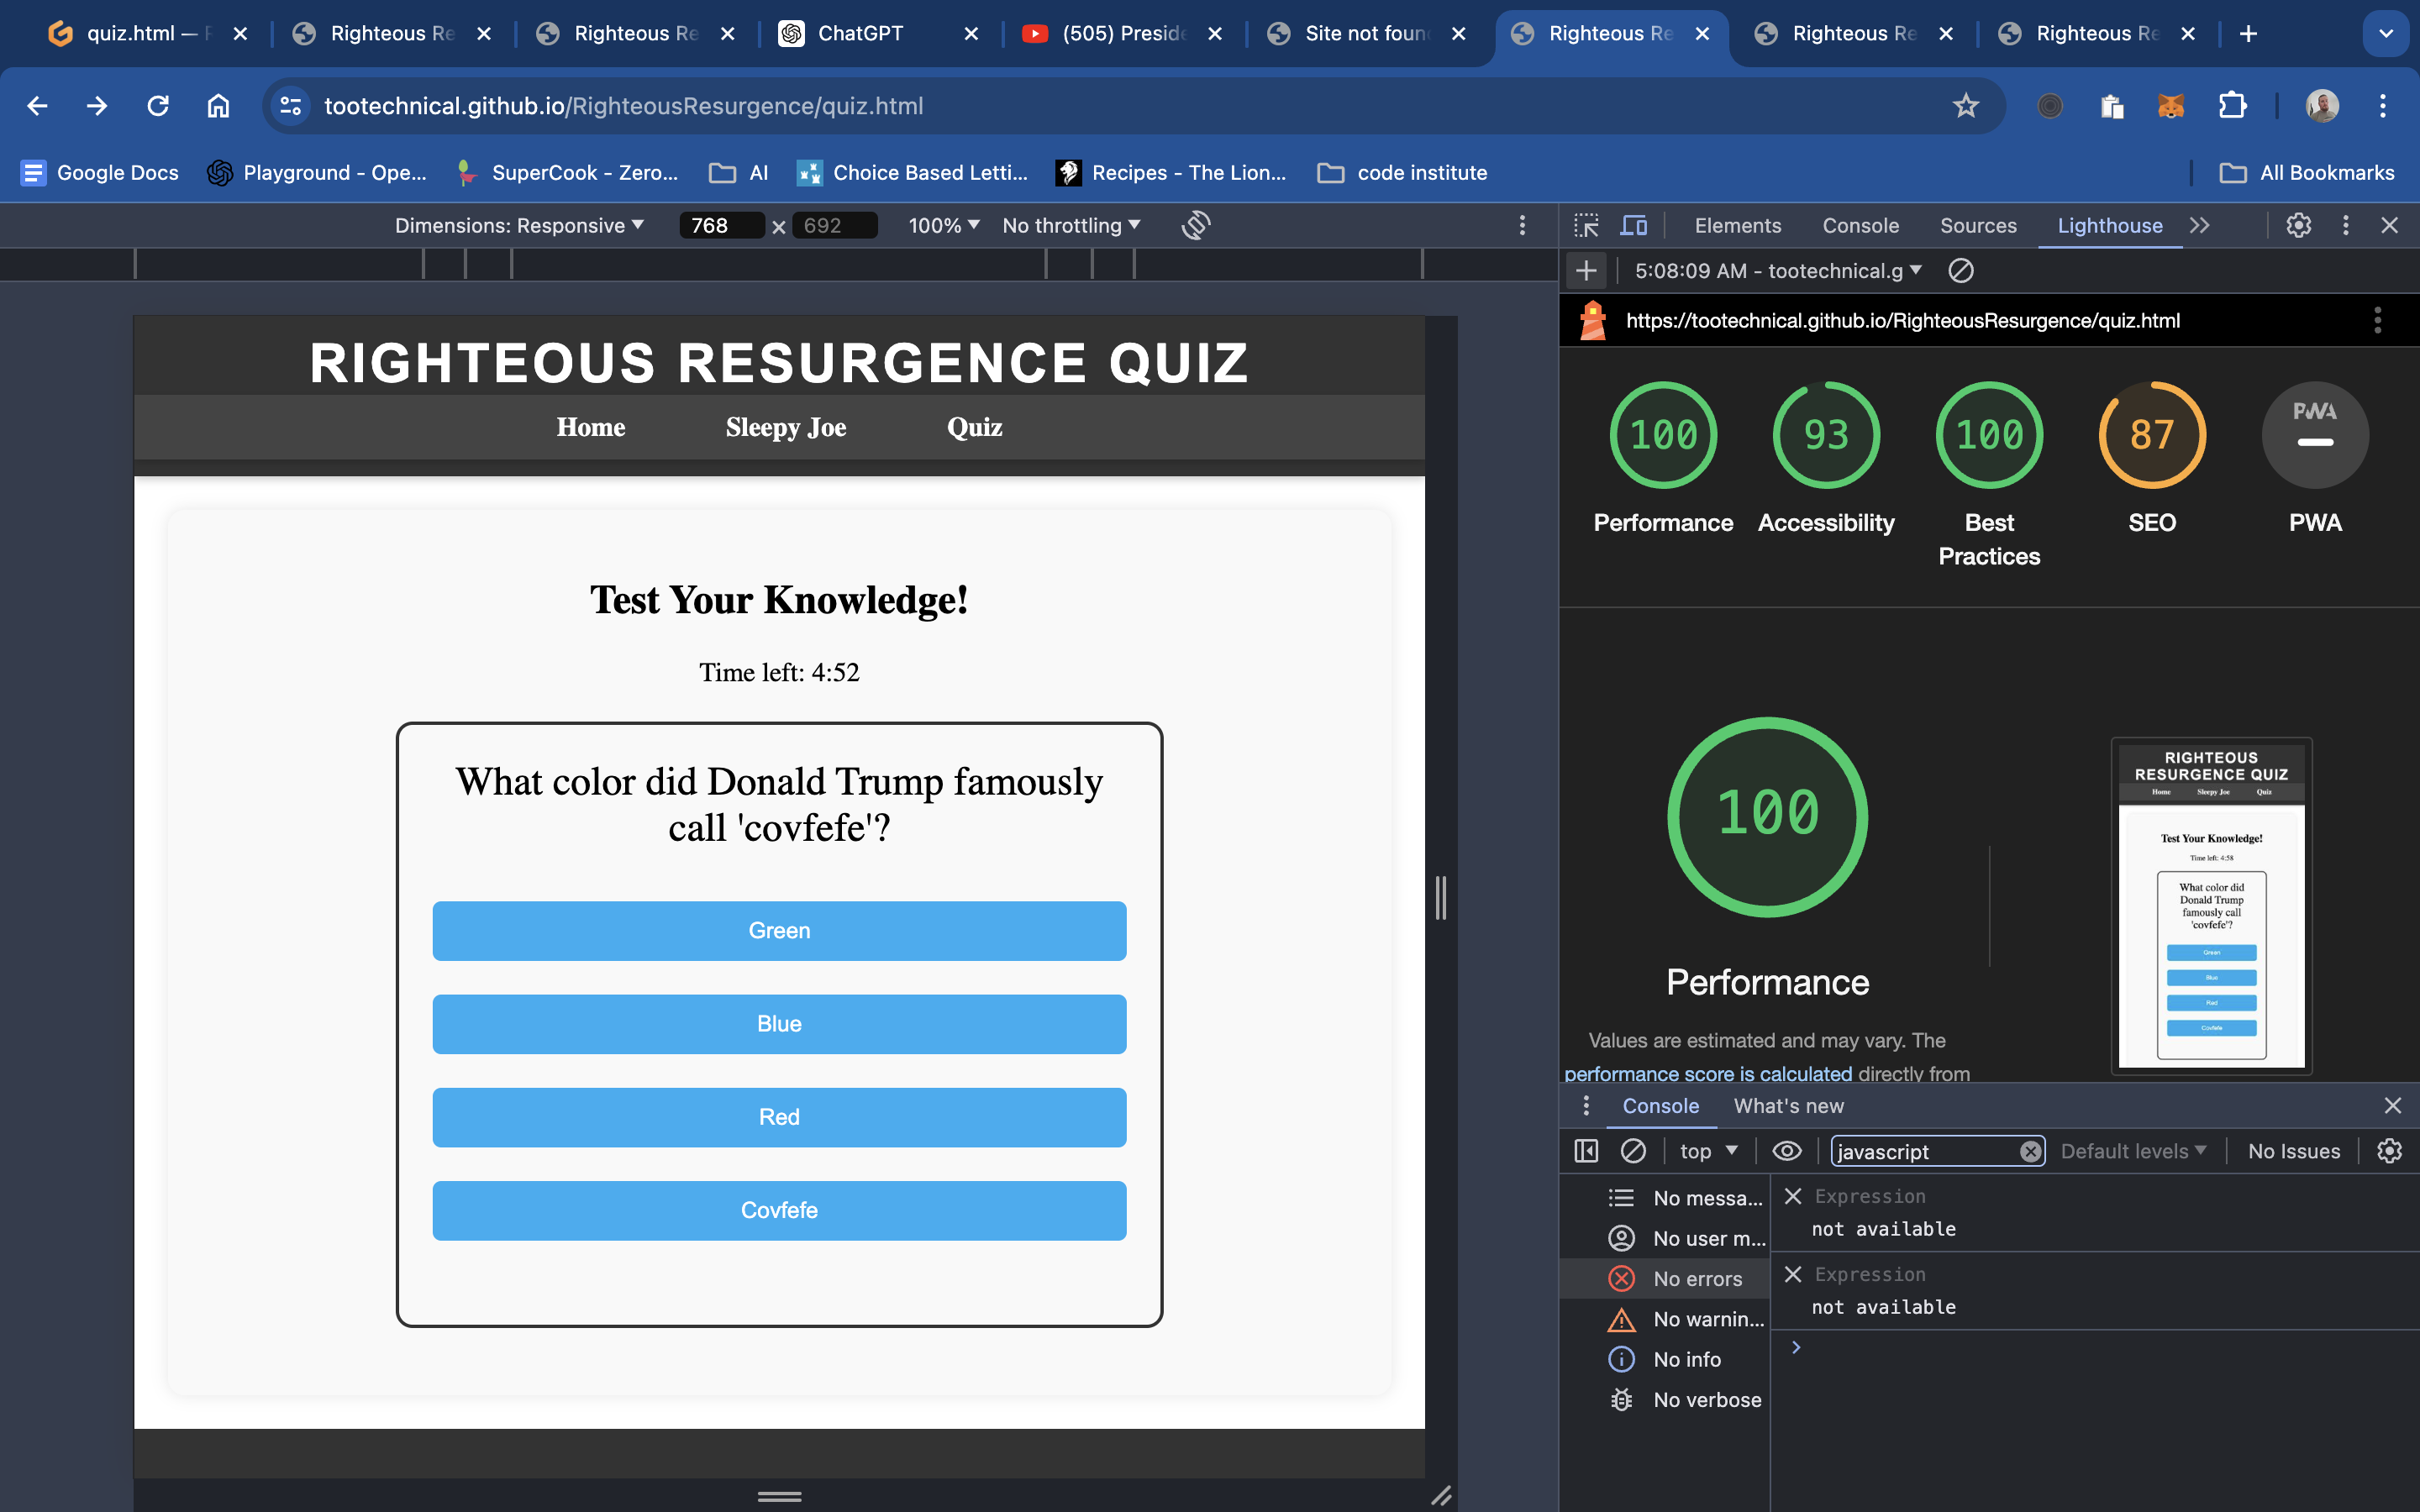 quiz.html — R
Righteous Re
Righteous Re
ChatGPT
(505) Preside
Site not foun
Righteous Re
Righteous Re
Righteous Re
tootechnical.github.io/RighteousResurgence/quiz.html
Google Docs
Playground - Ope...
SuperCook - Zero...
AI
Choice Based Letti...
Recipes - The Lion...
code institute
All Bookmarks
Dimensions: Responsive
768 × 692
100%
No throttling
Elements
Console
Sources
Lighthouse
5:08:09 AM - tootechnical.g
https://tootechnical.github.io/RighteousResurgence/quiz.html
RIGHTEOUS RESURGENCE QUIZ
Home
Sleepy Joe
Quiz
Test Your Knowledge!
Time left: 4:52
What color did Donald Trump famously
call 'covfefe'?
Green
Blue
Red
Covfefe
100
93
100
87
PWA
Performance
Accessibility
Best
Practices
SEO
PWA
100
Performance
Values are estimated and may vary. The
performance score is calculated directly from
RIGHTEOUS
RESURGENCE QUIZ
Home
Sleepy Joe
Quiz
Test Your Knowledge!
Time left: 4:58
What color did
Donald Trump
famously call
'covfefe'?
Green
Blue
Red
Covfefe
Console
What's new
top
javascript
Default levels
No Issues
No messa...
No user m...
No errors
No warnin...
No info
No verbose
Expression
not available
Expression
not available